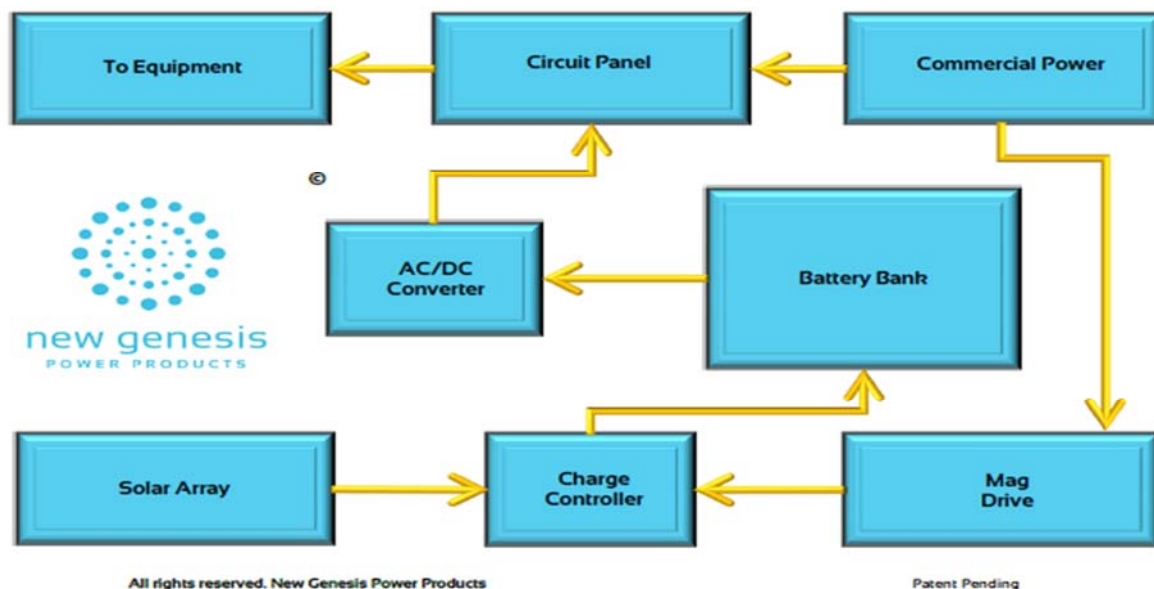 To Equipment
Circuit Panel
Commercial Power
©
AC/DC
Converter
Battery Bank
new genesis
POWER PRODUCTS
Solar Array
Charge
Controller
Mag
Drive
All rights reserved. New Genesis Power Products
Patent Pending